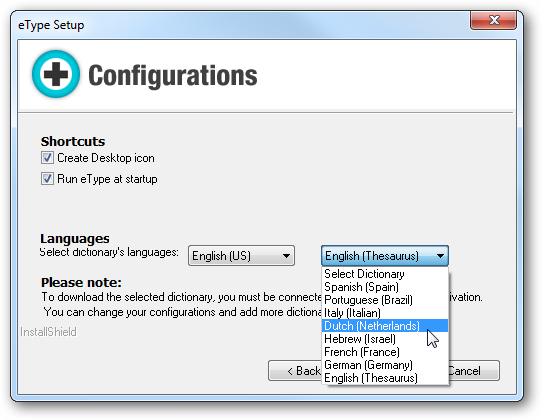 eType Setup
Configurations
Shortcuts
Create Desktop icon
Run eType at startup
Languages
Select dictionary's languages: English (US) English (Thesaurus)
Select Dictionary
Spanish (Spain)
Portuguese (Brazil)
Italy (Italian)
Dutch (Netherlands)
Hebrew (Israel)
French (France)
German (Germany)
English (Thesaurus)
Please note:
To download the selected dictionary, you must be connecte
You can change your configurations and add more dictiona
InstallShield
< Back
Cancel